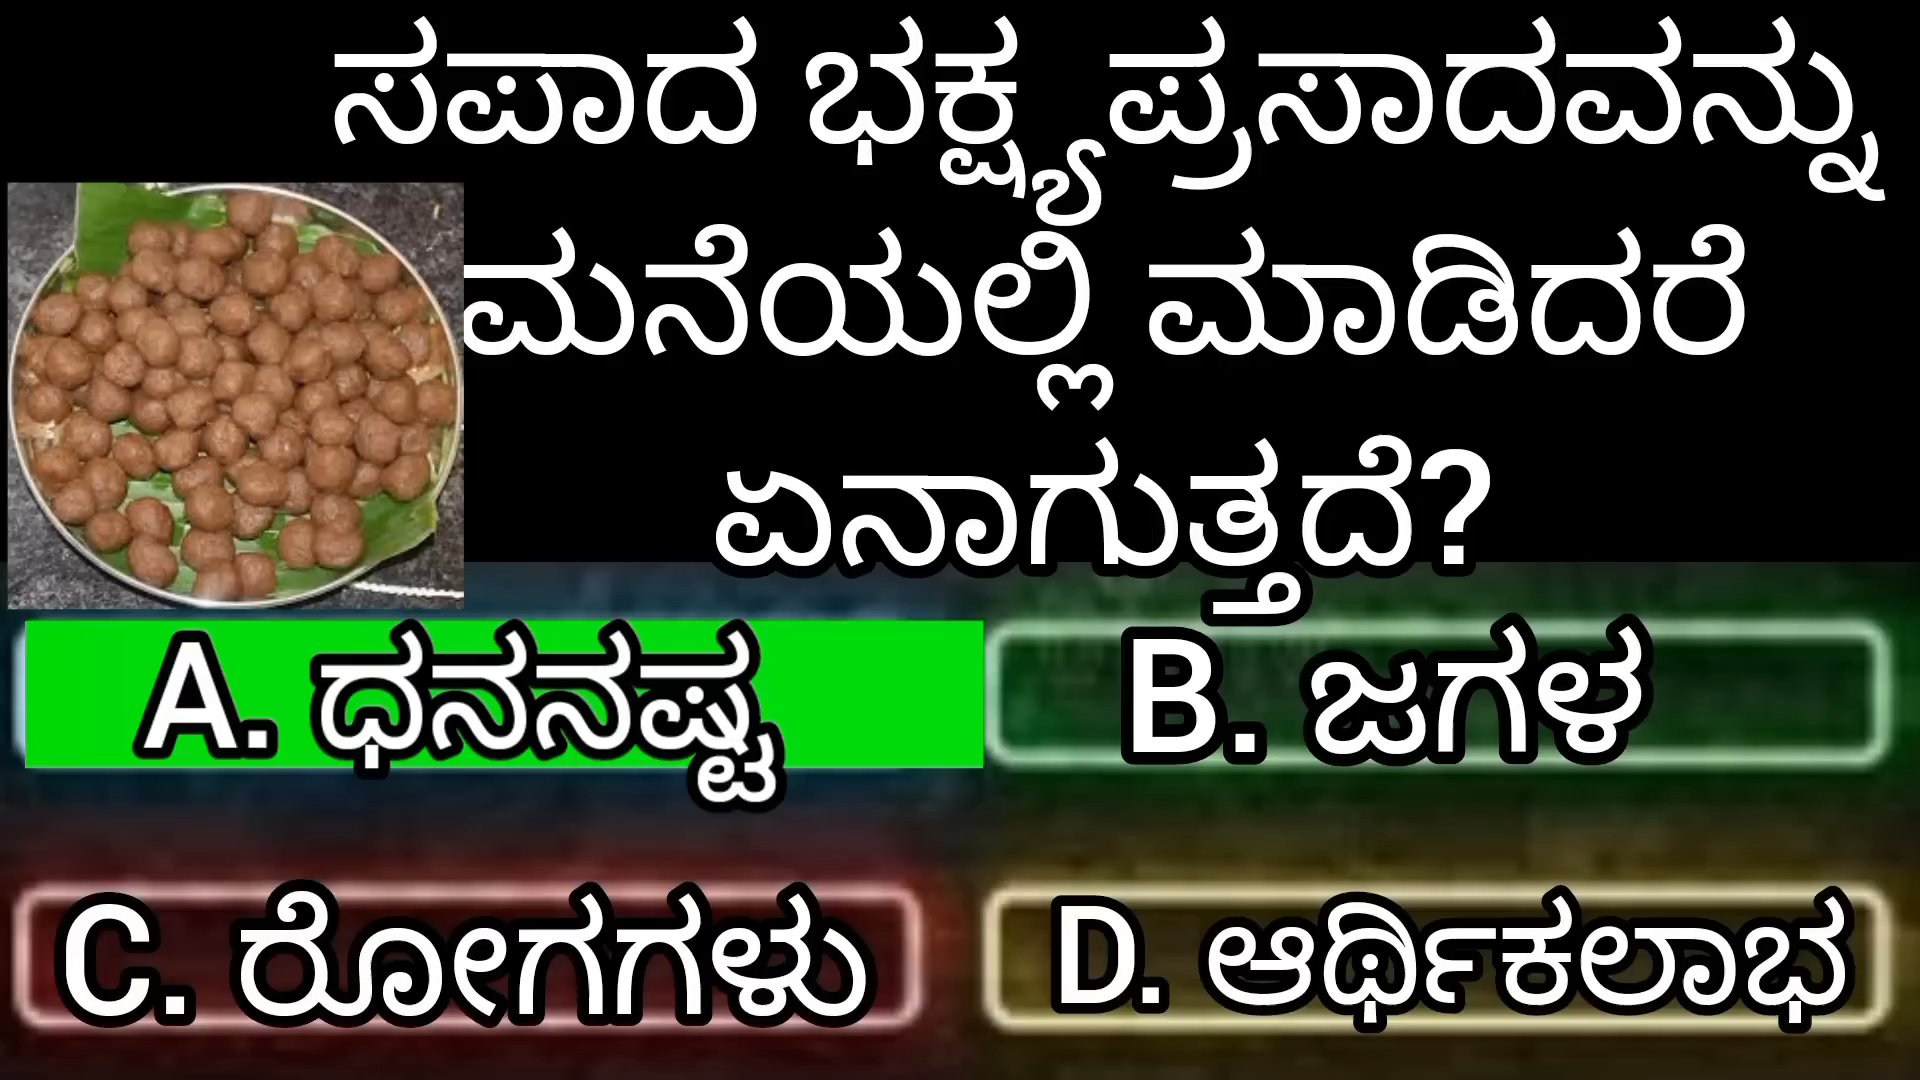 ಸಪಾದ ಭಕ್ಷ್ಯ ಪ್ರಸಾದವನ್ನು
ಮನೆಯಲ್ಲಿ ಮಾಡಿದರೆ
ಏನಾಗುತ್ತದೆ?
A. ಧನನಷ್ಟ
B. ಜಗಳ
C. ರೋಗಗಳು
D. ಆರ್ಥಿಕಲಾಭ